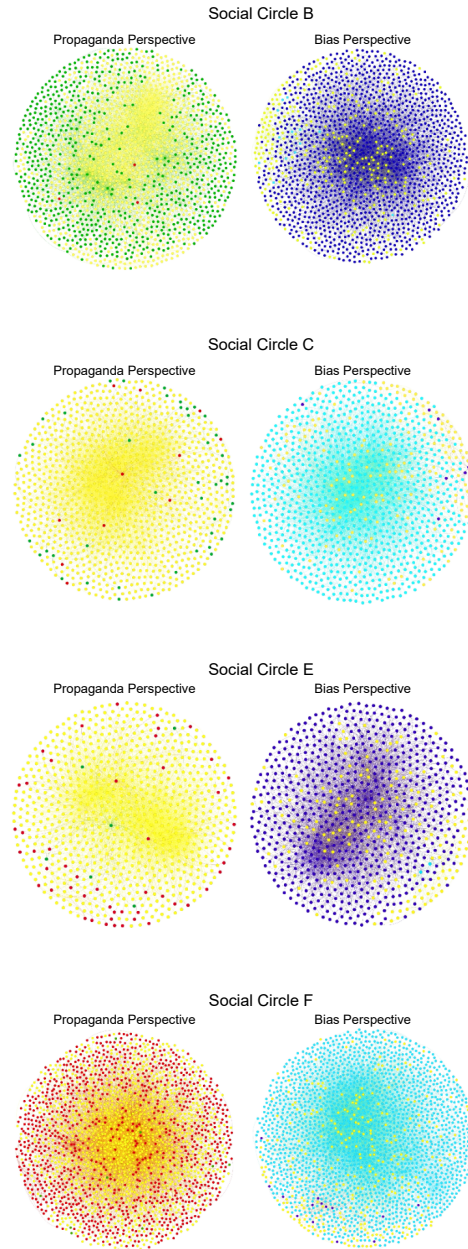 Social Circle B
Propaganda Perspective
Bias Perspective
Social Circle C
Propaganda Perspective
Bias Perspective
Social Circle E
Propaganda Perspective
Bias Perspective
Social Circle F
Propaganda Perspective
Bias Perspective